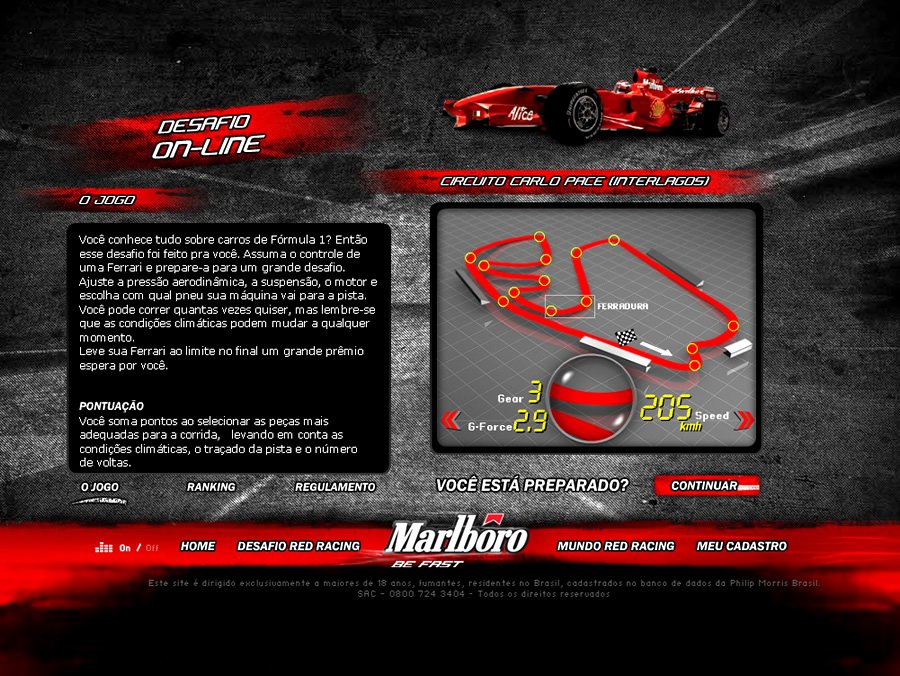 DESAFIO
ON-LINE
CIRCUITO CARLO PACE (INTERLAGOS)
O JOGO
Você conhece tudo sobre carros de Fórmula 1? Então
esse desafio foi feito pra você. Assuma o controle de
uma Ferrari e prepare-a para um grande desafio.
Ajuste a pressão aerodinâmica, a suspensão, o motor e
escolha com qual pneu sua máquina vai para a pista.
Você pode correr quantas vezes quiser, mas lembre-se
que as condições climáticas podem mudar a qualquer
momento.
Leve sua Ferrari ao limite no final um grande prêmio
espera por você.
PONTUAÇÃO
Você soma pontos ao selecionar as peças mais
adequadas para a corrida, levando em conta as
condições climáticas, o traçado da pista e o número
de voltas.
FERRADURA
Gear 3
G-Force 2.9
205 Speed
kmh
O JOGO
RANKING
REGULAMENTO
VOCÊ ESTÁ PREPARADO?
CONTINUAR
On / Off
HOME
DESAFIO RED RACING
Marlboro
BE FAST
MUNDO RED RACING
MEU CADASTRO
Este site é dirigido exclusivamente a maiores de 18 anos, fumantes, residentes no Brasil, cadastrados no banco de dados da Philip Morris Brasil.
SAC - 0800 724 3404 - Todos os direitos reservados